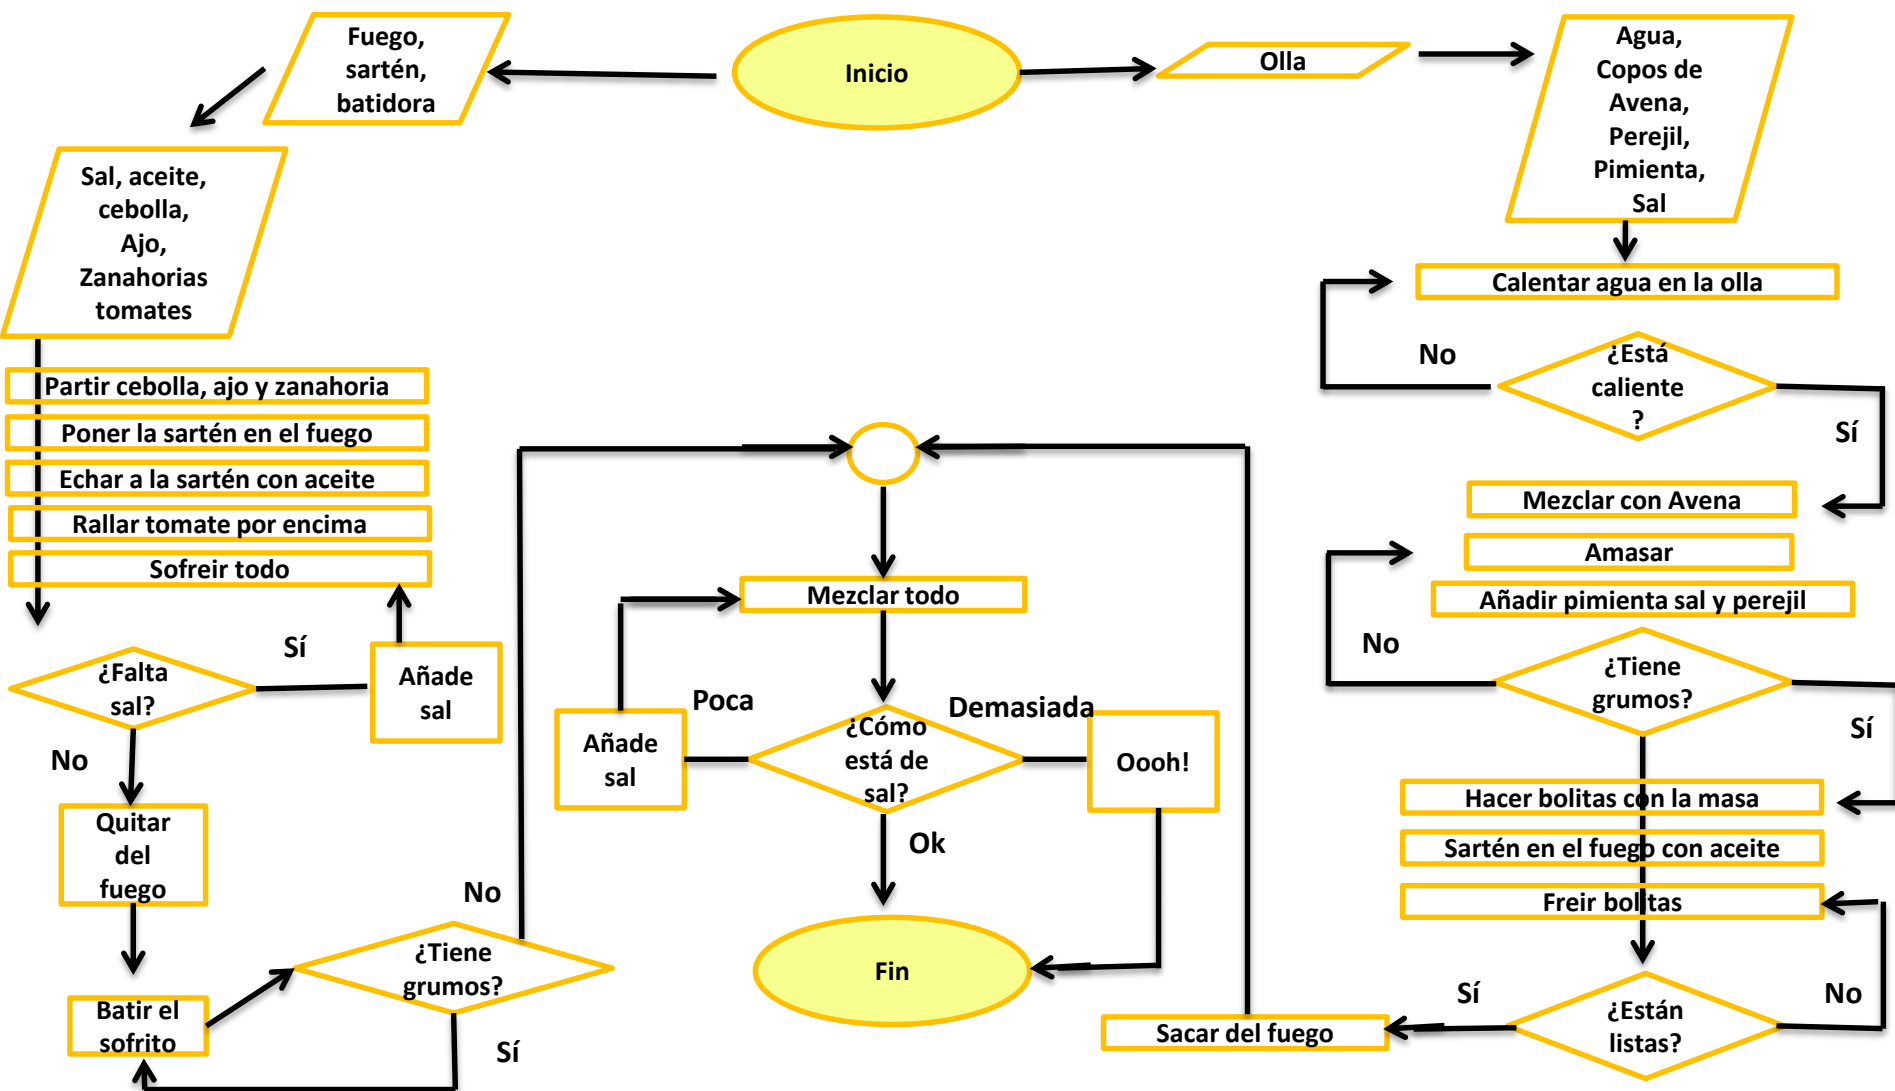 Inicio
Fuego,
sartén,
batidora
Sal, aceite,
cebolla,
Ajo,
Zanahorias
tomates
Partir cebolla, ajo y zanahoria
Poner la sartén en el fuego
Echar a la sartén con aceite
Rallar tomate por encima
Sofreir todo
¿Falta
sal?
Sí
Añade
sal
No
Quitar
del
fuego
Batir el
sofrito
¿Tiene
grumos?
No
Sí
Olla
Agua,
Copos de
Avena,
Perejil,
Pimienta,
Sal
Calentar agua en la olla
¿Está
caliente
?
No
Sí
Mezclar con Avena
Amasar
Añadir pimienta sal y perejil
¿Tiene
grumos?
No
Sí
Hacer bolitas con la masa
Sartén en el fuego con aceite
Freir bolitas
¿Están
listas?
No
Sí
Sacar del fuego
Mezclar todo
¿Cómo
está de
sal?
Poca
Añade
sal
Demasiada
Oooh!
Ok
Fin